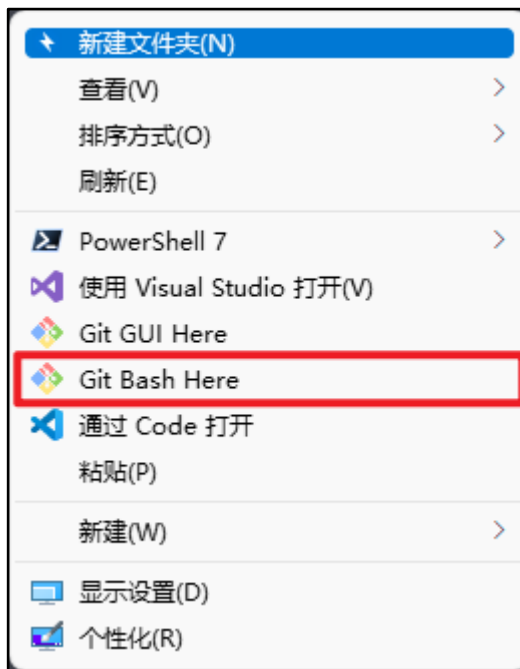 新建文件夹(N)
查看(V)
排序方式(O)
刷新(E)
PowerShell 7
使用 Visual Studio 打开(V)
Git GUI Here
Git Bash Here
通过 Code 打开
粘贴(P)
新建(W)
显示设置(D)
个性化(R)